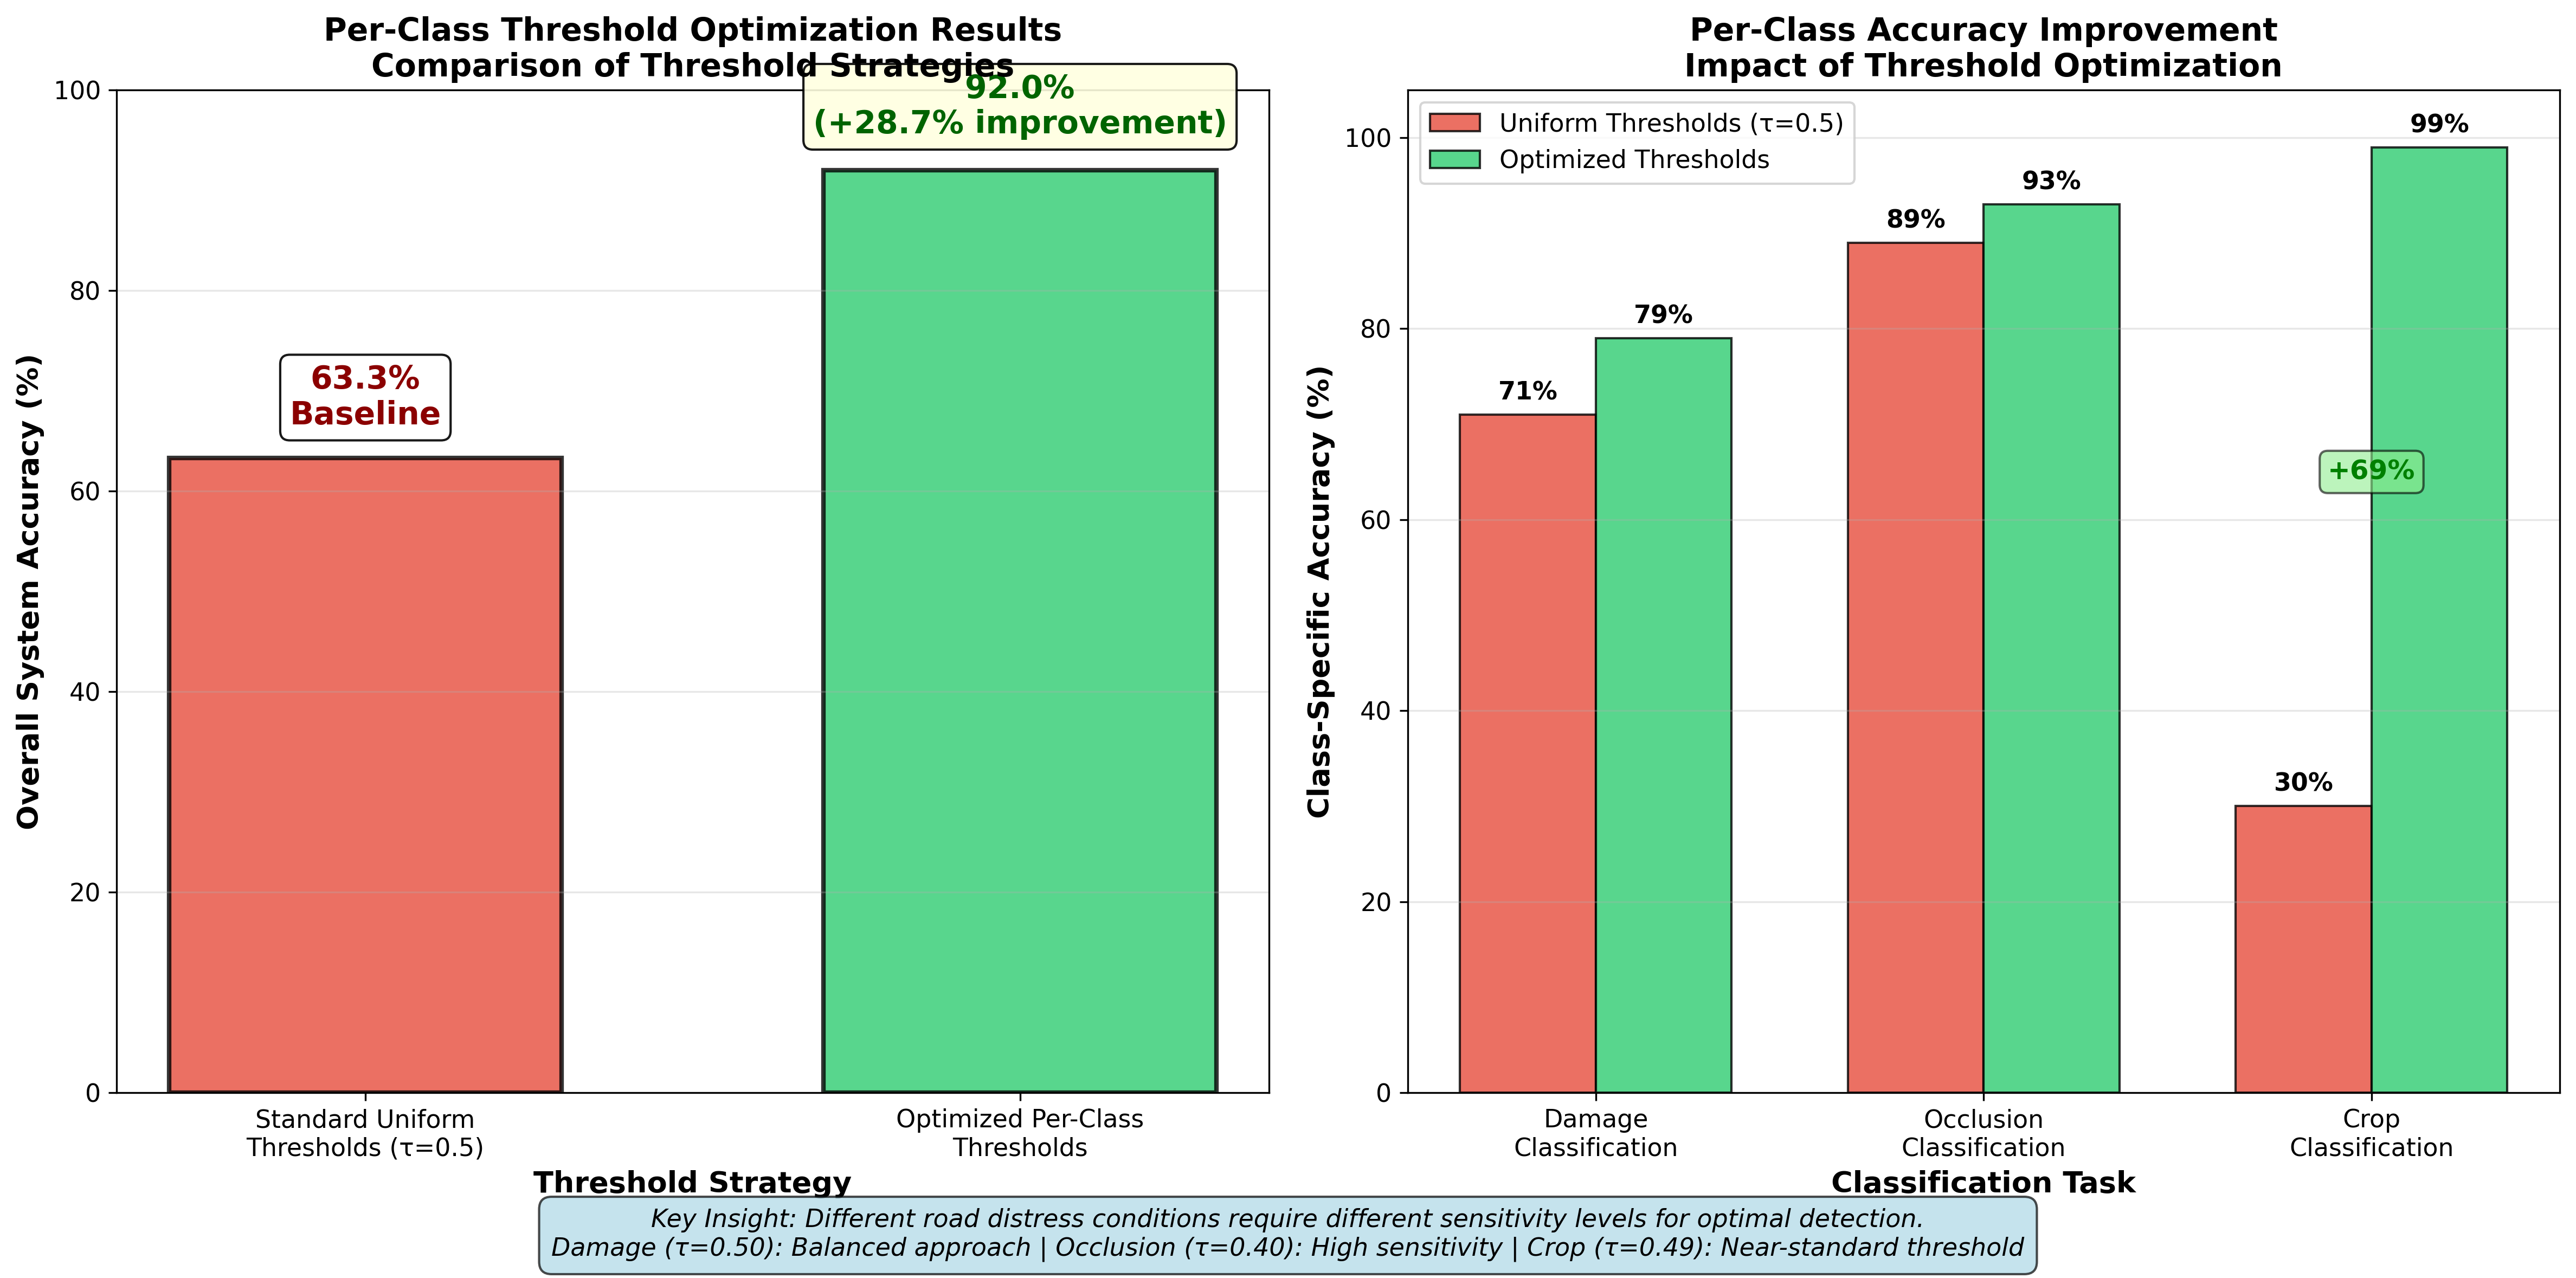 Per-Class Threshold Optimization Results
Comparison of Threshold Strategies
92.0%
(+28.7% improvement)
63.3%
Baseline
100
80
60
40
20
0
Overall System Accuracy (%)
Standard Uniform
Thresholds (τ=0.5)
Optimized Per-Class
Thresholds
Threshold Strategy
Per-Class Accuracy Improvement
Impact of Threshold Optimization
Uniform Thresholds (τ=0.5)
Optimized Thresholds
100
80
60
40
20
0
Class-Specific Accuracy (%)
71%
79%
89%
93%
30%
99%
+69%
Damage
Classification
Occlusion
Classification
Crop
Classification
Classification Task
Key Insight: Different road distress conditions require different sensitivity levels for optimal detection.
Damage (τ=0.50): Balanced approach | Occlusion (τ=0.40): High sensitivity | Crop (τ=0.49): Near-standard threshold